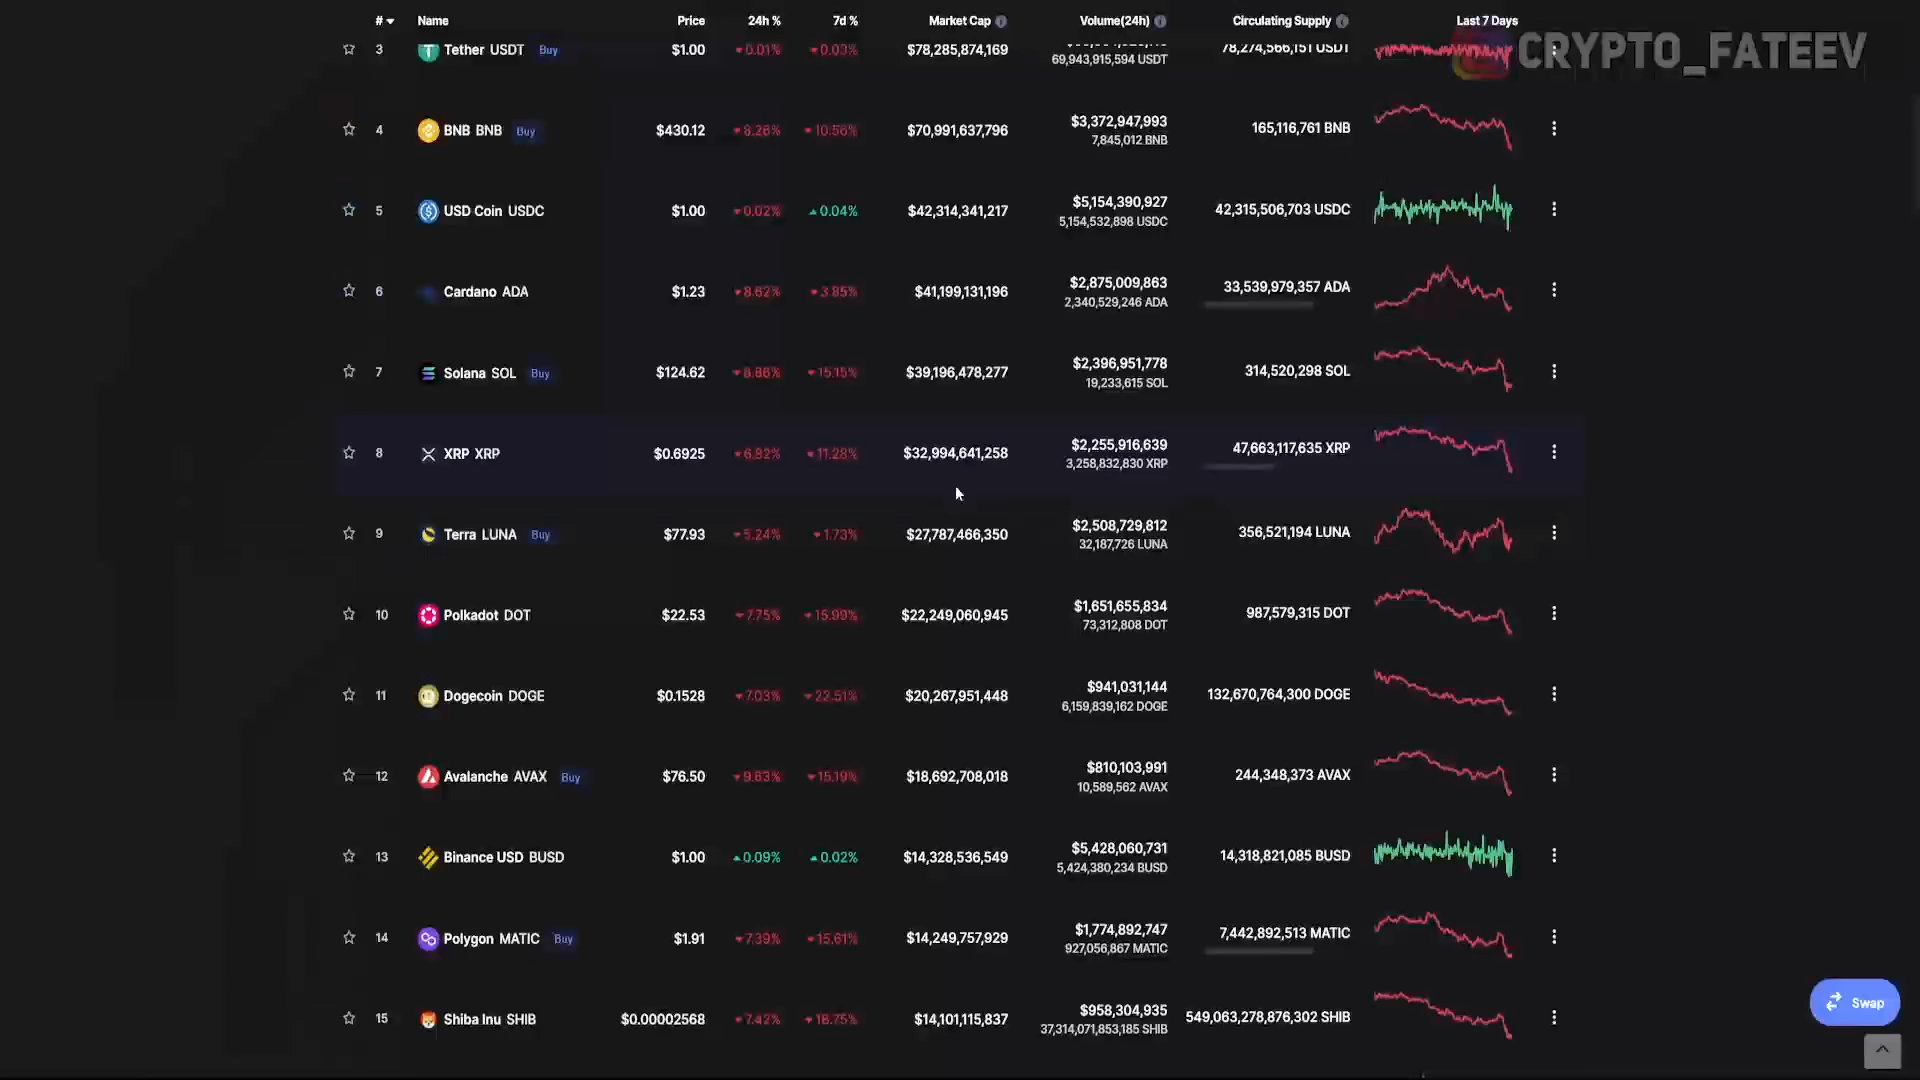 # Name Price 24h % 7d % Market Cap Volume(24h) Circulating Supply Last 7 Days
CRYPTO_FATEEV
3 Tether USDT Buy $1.00 0.01% 0.03% $78,285,874,169 78,274,566,151 USDT
69,943,915,594 USDT
4 BNB BNB Buy $430.12 8.26% 10.56% $70,991,637,796 $3,372,947,993 165,116,761 BNB
7,845,012 BNB
5 USD Coin USDC $1.00 0.02% 0.04% $42,314,341,217 $5,154,390,927 42,315,506,703 USDC
5,154,532,898 USDC
6 Cardano ADA $1.23 8.62% 3.85% $41,199,131,196 $2,875,009,863 33,539,979,357 ADA
2,340,529,246 ADA
7 Solana SOL Buy $124.62 8.86% 15.15% $39,196,478,277 $2,396,951,778 314,520,298 SOL
19,233,615 SOL
8 XRP XRP $0.6925 6.92% 11.28% $32,994,641,258 $2,255,916,639 47,663,117,635 XRP
3,258,832,830 XRP
9 Terra LUNA Buy $77.93 5.24% 1.73% $27,787,466,350 $2,508,729,812 356,521,194 LUNA
32,187,726 LUNA
10 Polkadot DOT $22.53 7.75% 15.99% $22,249,060,945 $1,651,655,834 987,579,315 DOT
73,312,808 DOT
11 Dogecoin DOGE $0.1528 7.03% 22.51% $20,267,951,448 $941,031,144 132,670,764,300 DOGE
6,159,839,162 DOGE
12 Avalanche AVAX Buy $76.50 9.63% 15.19% $18,692,708,018 $810,103,991 244,348,373 AVAX
10,589,562 AVAX
13 Binance USD BUSD $1.00 0.09% 0.02% $14,328,536,549 $5,428,060,731 14,318,821,085 BUSD
5,424,380,234 BUSD
14 Polygon MATIC Buy $1.91 7.39% 15.61% $14,249,757,929 $1,774,892,747 7,442,892,513 MATIC
927,056,867 MATIC
15 Shiba Inu SHIB $0.00002568 7.42% 18.75% $14,101,115,837 $958,304,935 549,063,278,876,302 SHIB
37,314,071,853,185 SHIB
Swap